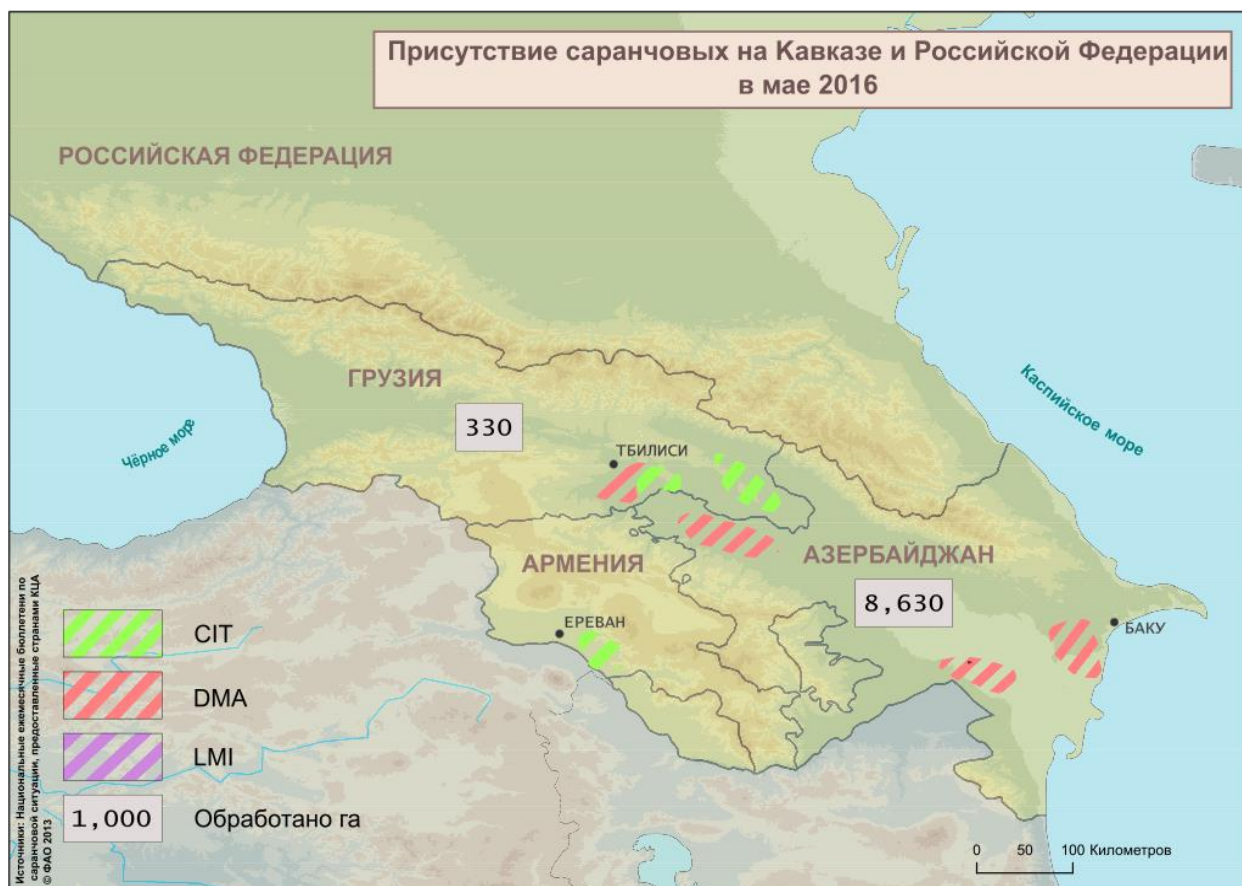 Присутствие саранчовых на Кавказе и Российской Федерации
в мае 2016
РОССИЙСКАЯ ФЕДЕРАЦИЯ
ГРУЗИЯ
330
ТБИЛИСИ
Каспийское море
Чёрное море
АРМЕНИЯ
АЗЕРБАЙДЖАН
8,630
ЕРЕВАН
БАКУ
CIT
DMA
LMI
1,000 Обработано га
Источники: Национальные ежемесячные бюллетени по
саранчовой ситуации, предоставленные странами КЦА
© ФАО 2013
0 50 100 Километров